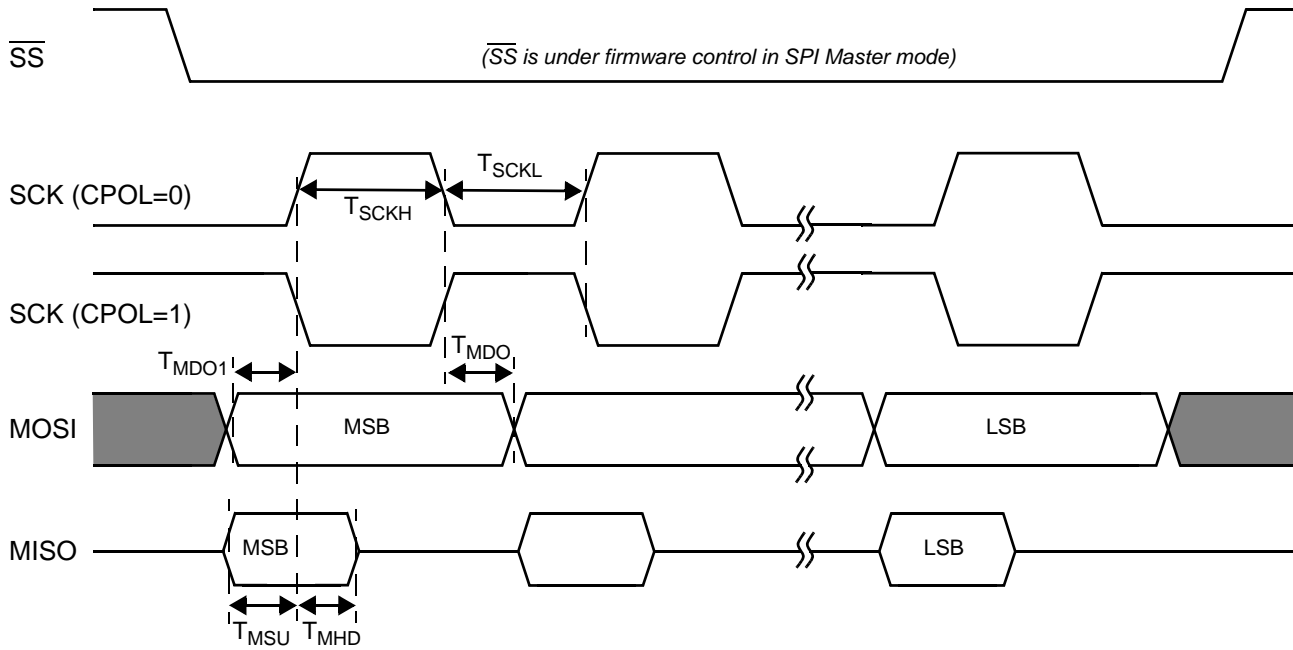 SS
(SS is under firmware control in SPI Master mode)
SCK (CPOL=0)
TSCKH
TSCKL
SCK (CPOL=1)
TMDO1
TMDO
MOSI
MSB
LSB
MISO
MSB
LSB
TMSU
TMHD